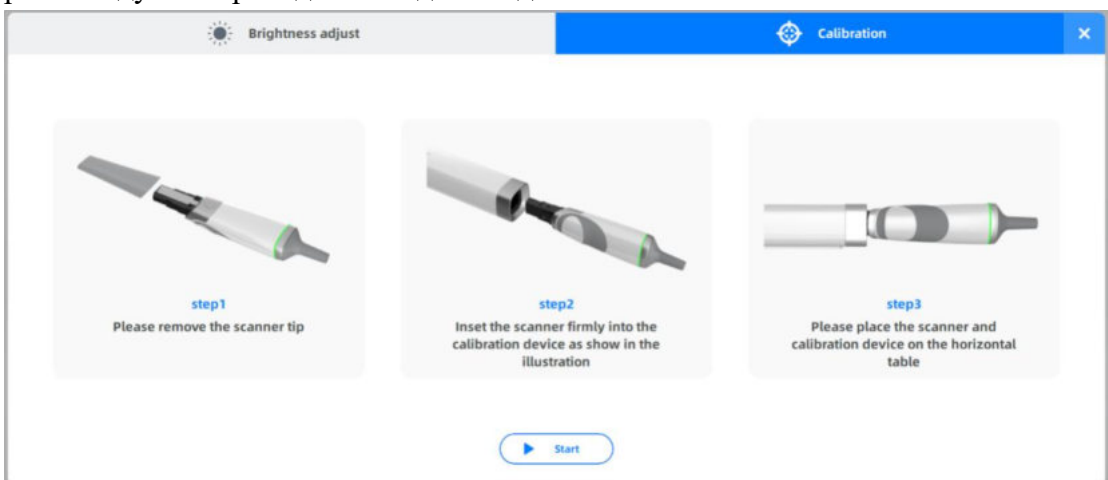 Brightness adjust
Calibration
step1
Please remove the scanner tip
step2
Inset the scanner firmly into the
calibration device as show in the
illustration
step3
Please place the scanner and
calibration device on the horizontal
table
Start